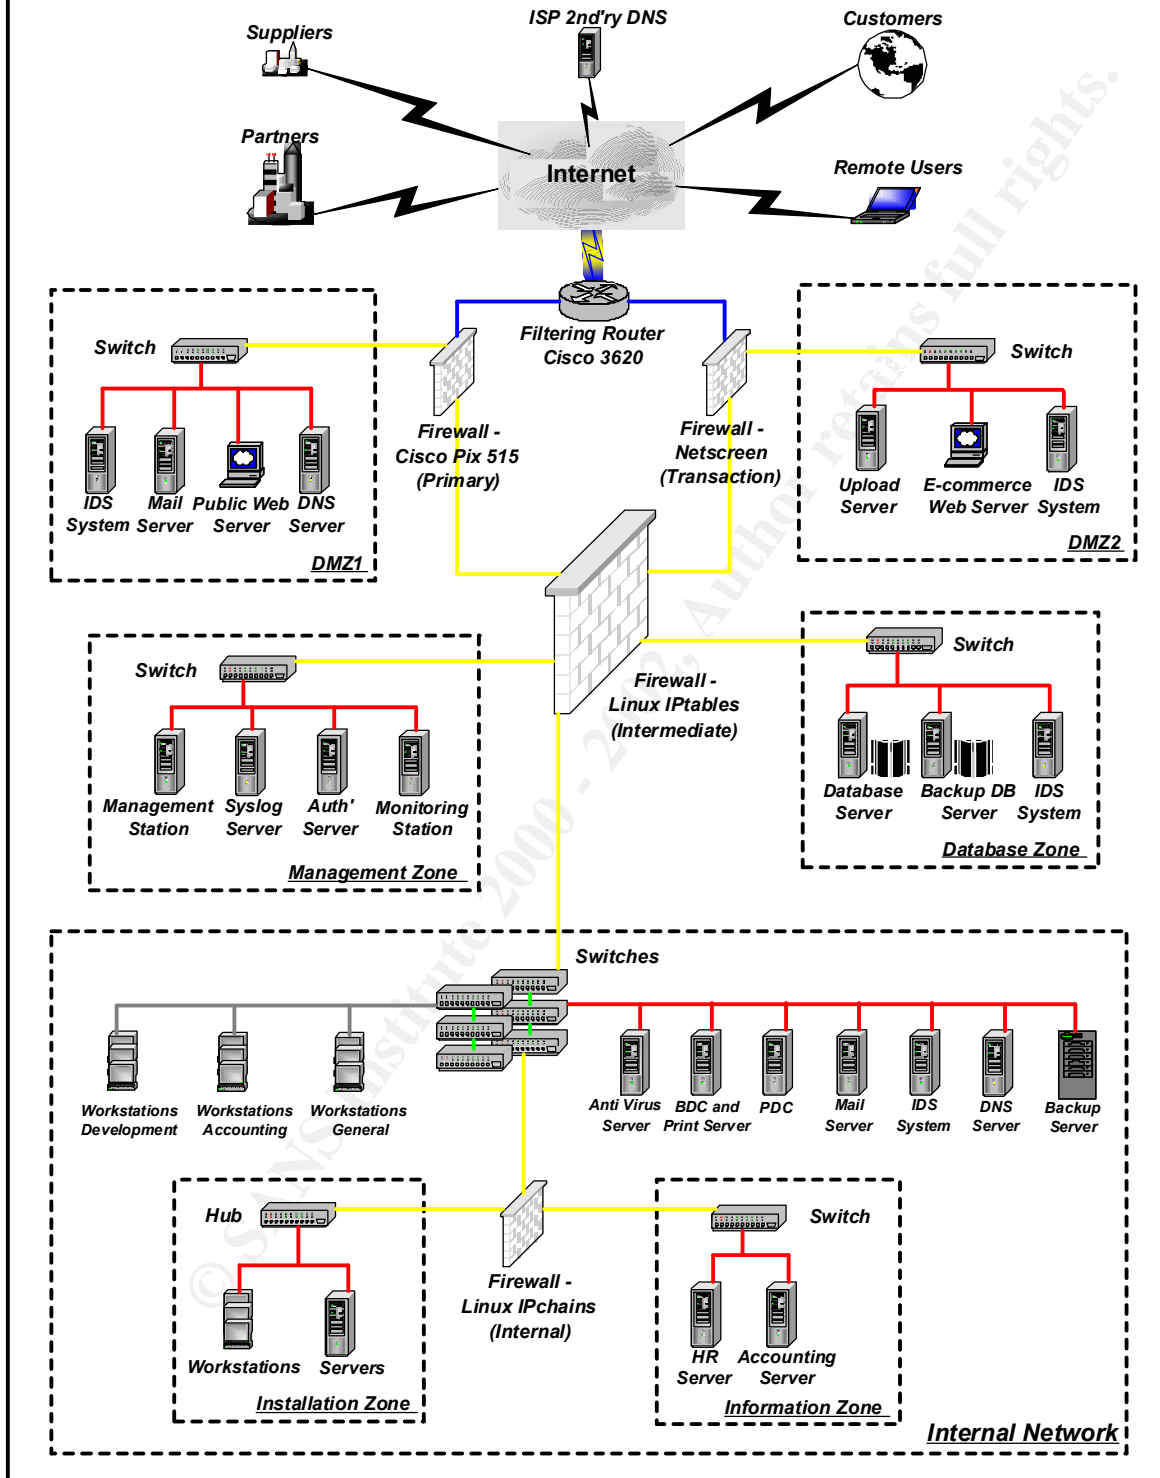 Suppliers
ISP 2nd'ry DNS
Customers
Partners
Internet
Remote Users
Filtering Router
Cisco 3620
Switch
IDS
System
Mail
Server
Public Web
Server
DNS
Server
DMZ1
Firewall -
Cisco Pix 515
(Primary)
Firewall -
Netscreen
(Transaction)
Switch
Upload
Server
E-commerce
Web Server
IDS
System
DMZ2
Switch
Management
Station
Syslog
Server
Auth'
Server
Monitoring
Station
Management Zone
Firewall -
Linux IPtables
(Intermediate)
Switch
Database
Server
Backup DB
Server
IDS
System
Database Zone
Switches
Workstations
Development
Workstations
Accounting
Workstations
General
Anti Virus
Server
BDC and
Print Server
PDC
Mail
Server
IDS
System
DNS
Server
Backup
Server
Hub
Workstations
Servers
Installation Zone
Firewall -
Linux IPchains
(Internal)
Switch
HR
Server
Accounting
Server
Information Zone
Internal Network
© SANS Institute 2000 - 2002, Author retains full rights.